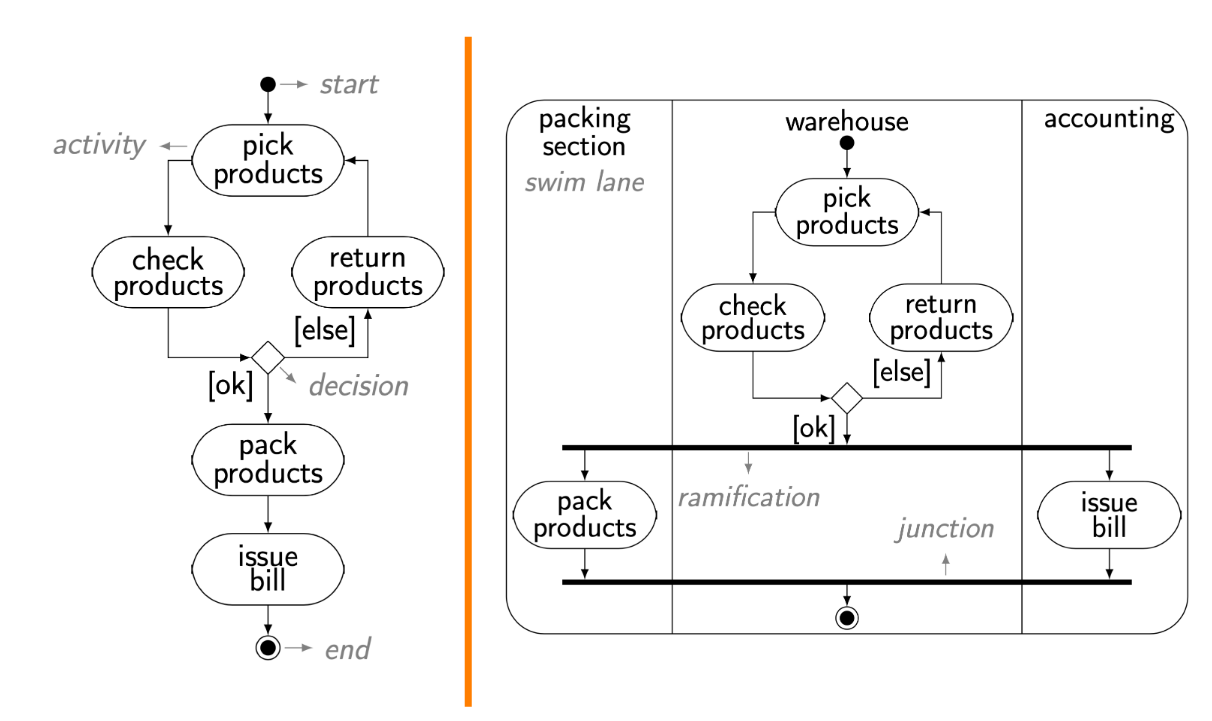 start
activity
pick
products
check
products
return
products
[else]
[ok]
decision
pack
products
issue
bill
end
packing
section
swim lane
warehouse
accounting
pick
products
check
products
return
products
[else]
[ok]
ramification
pack
products
issue
bill
junction